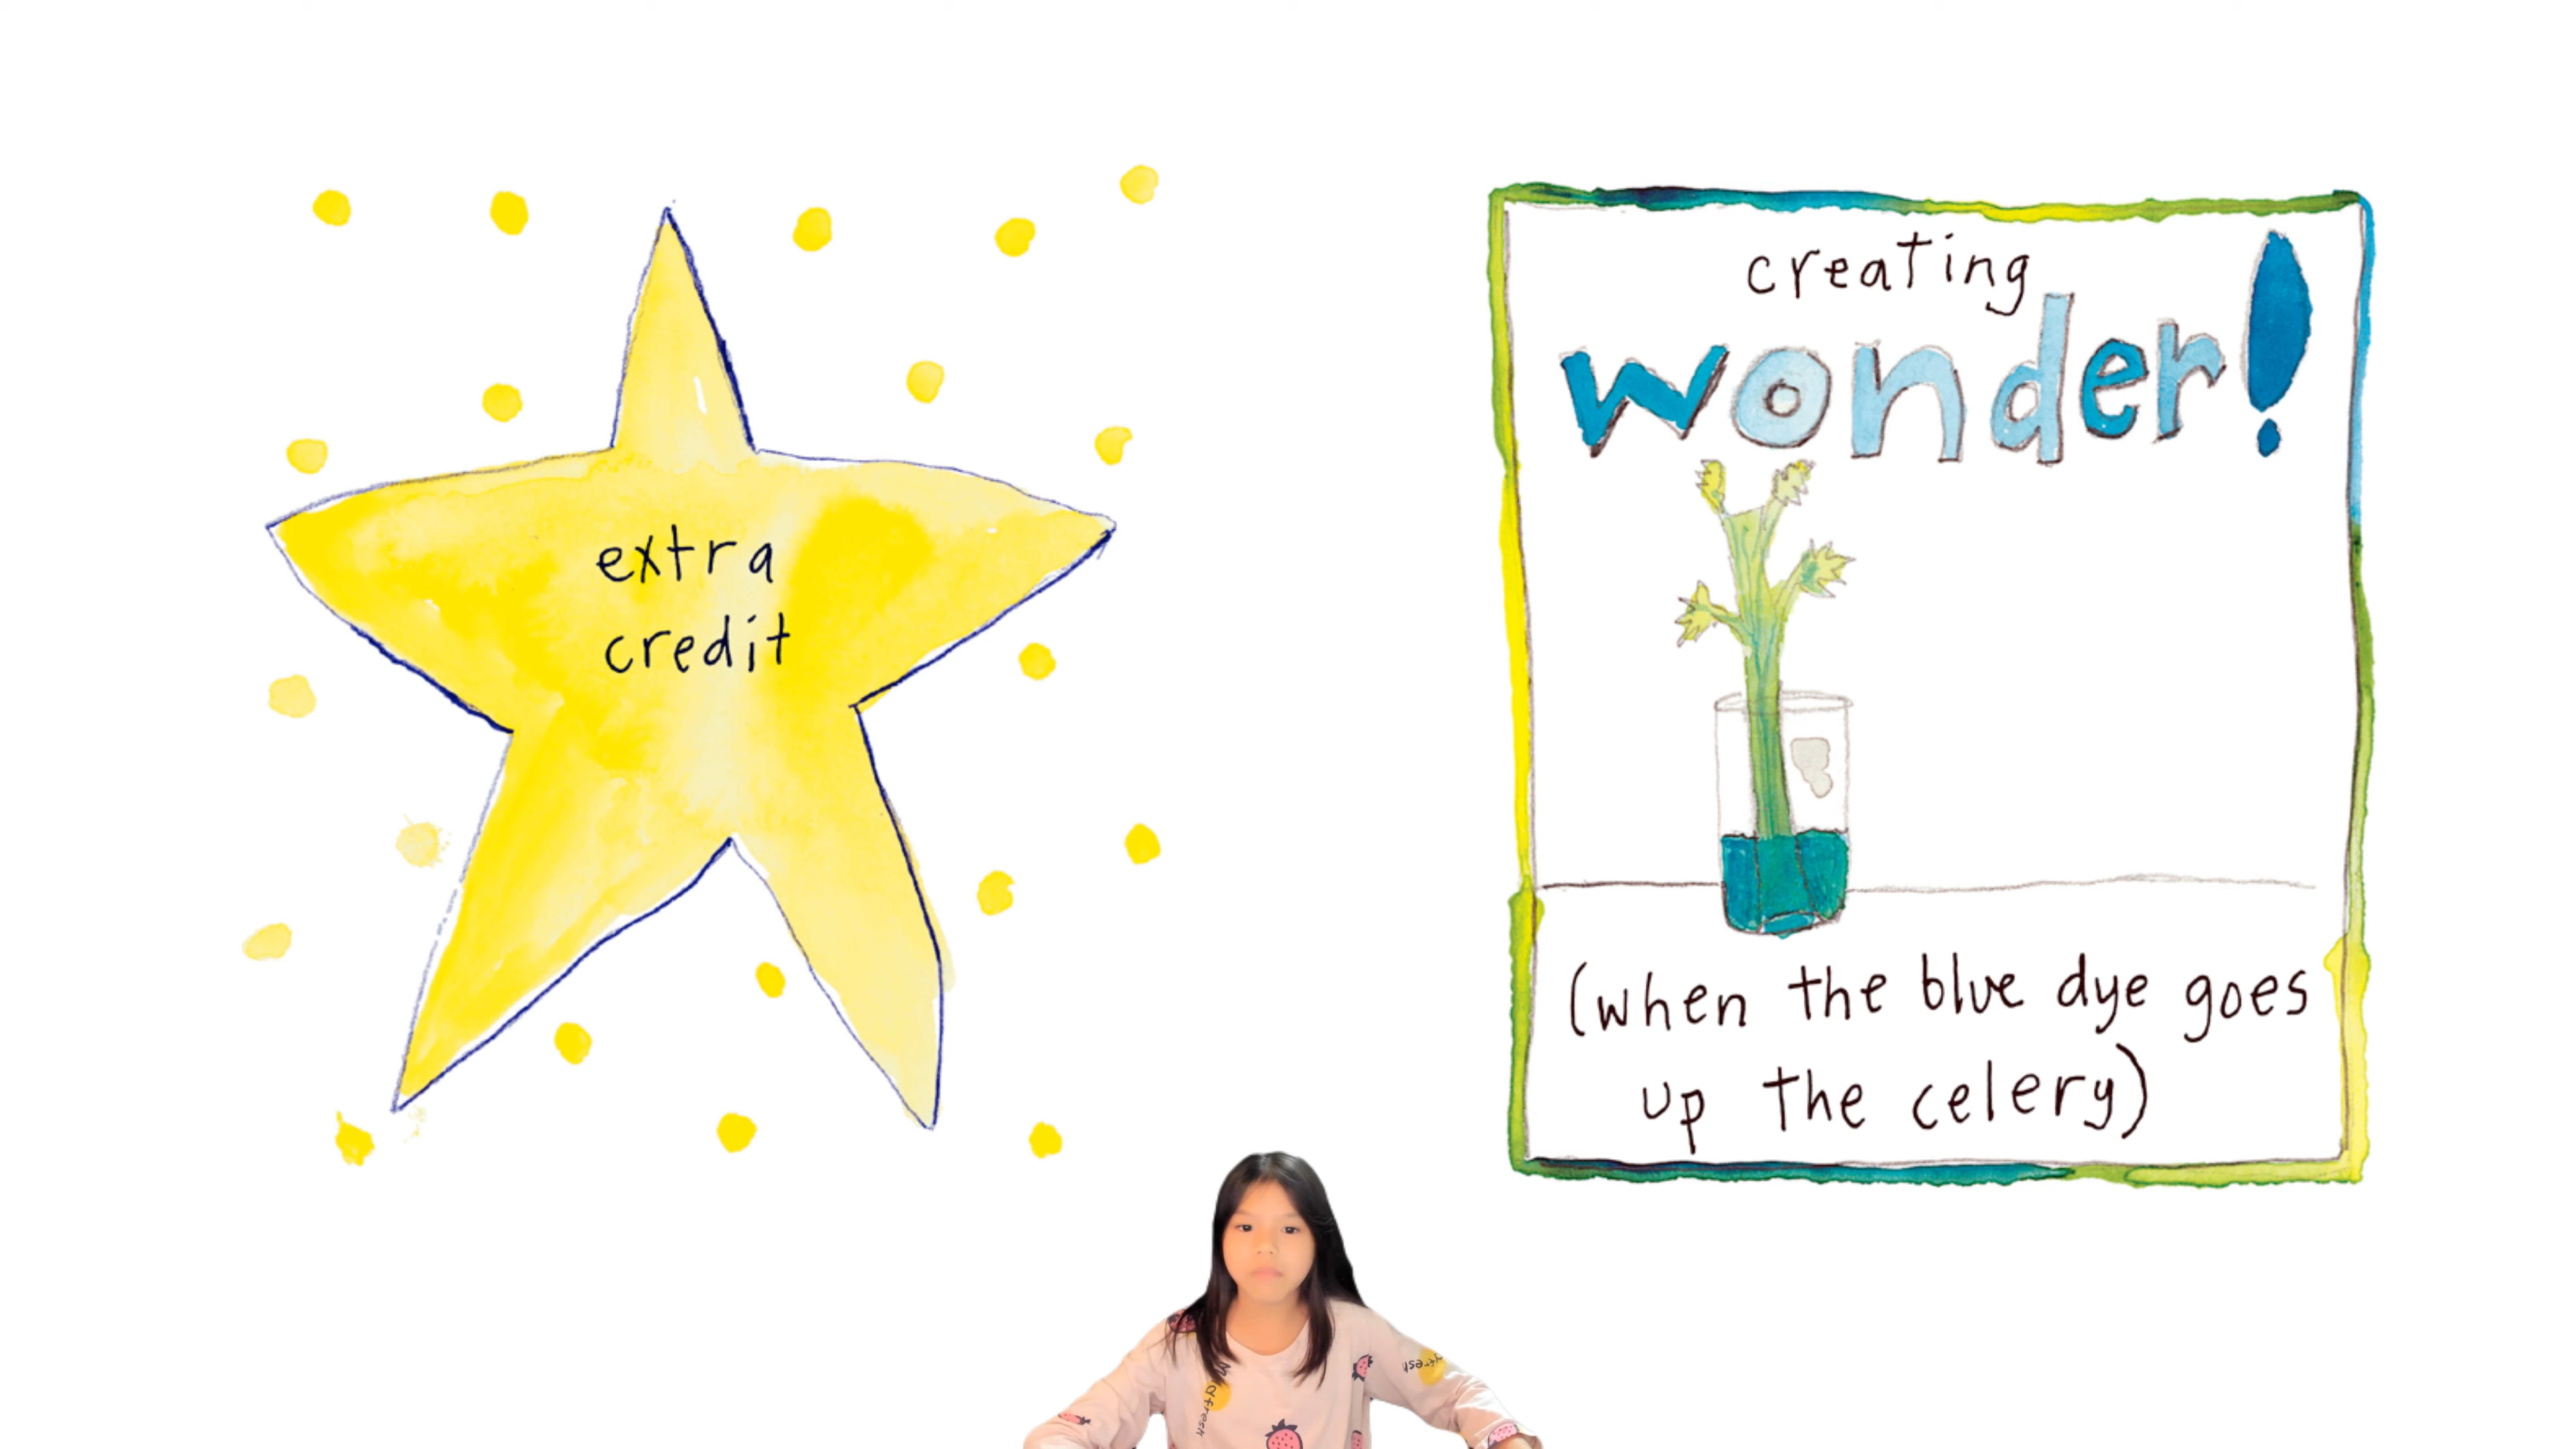 extra
credit
creating
wonder!
(when the blue dye goes
up the celery)